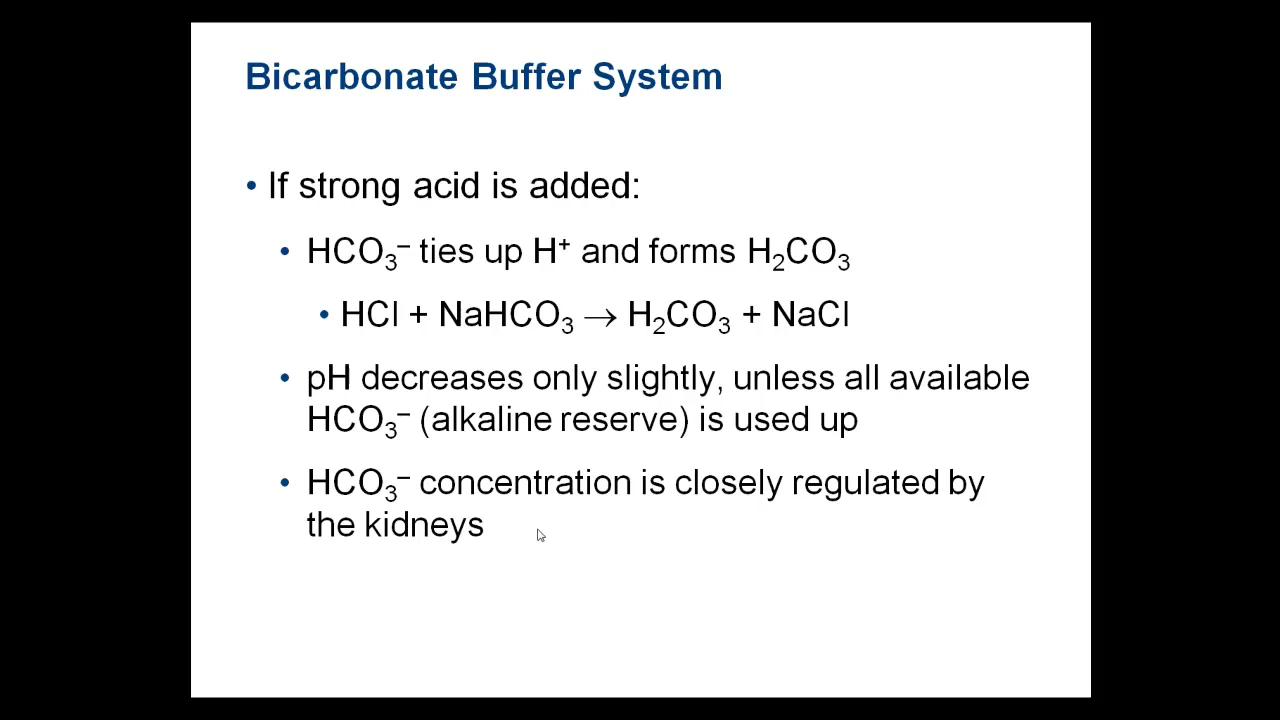 Bicarbonate Buffer System
• If strong acid is added:
• HCO₃⁻ ties up H⁺ and forms H₂CO₃
• HCl + NaHCO₃ → H₂CO₃ + NaCl
• pH decreases only slightly, unless all available
HCO₃⁻ (alkaline reserve) is used up
• HCO₃⁻ concentration is closely regulated by
the kidneys